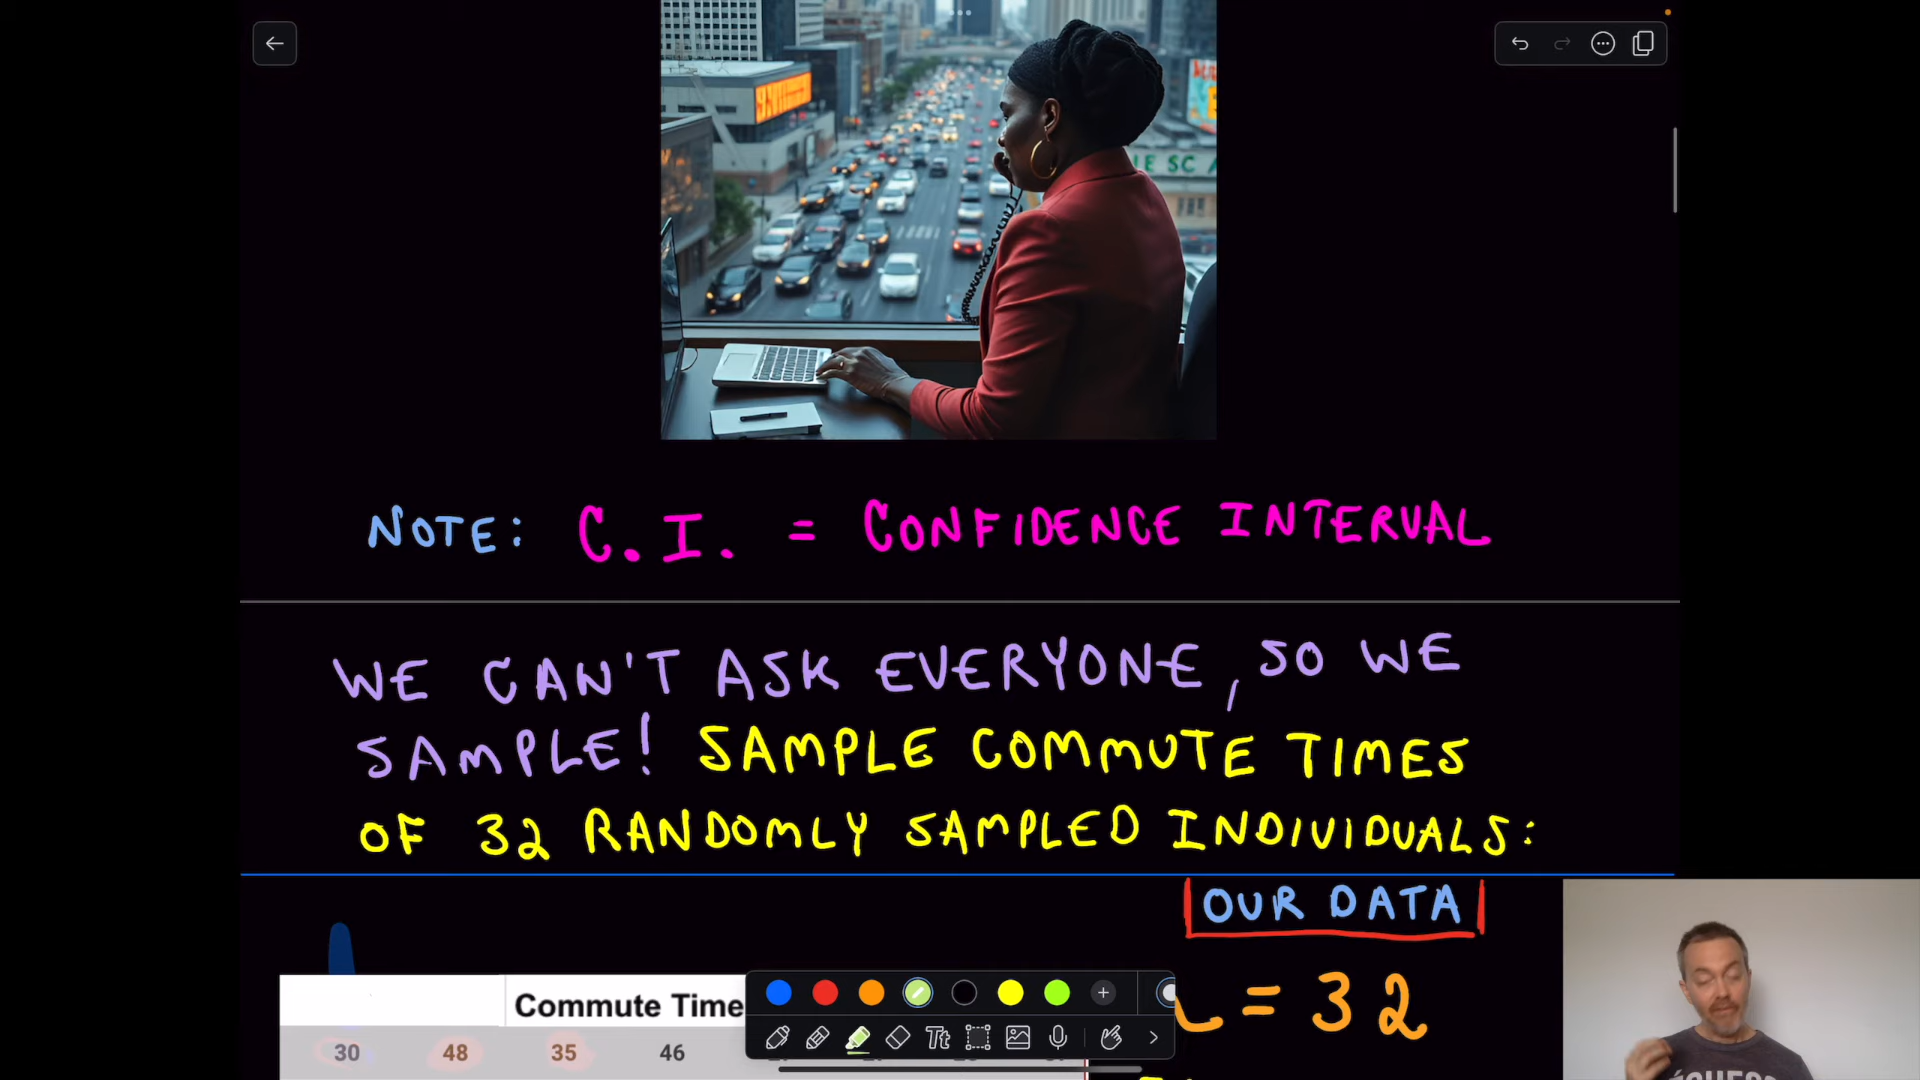 NOTE: C. I. = CONFIDENCE INTERVAL
WE CAN'T ASK EVERYONE, SO WE
SAMPLE! SAMPLE COMMUTE TIMES
OF 32 RANDOMLY SAMPLED INDIVIDUALS:
OUR DATA
= 32
Commute Time
30 48 35 46
Tt